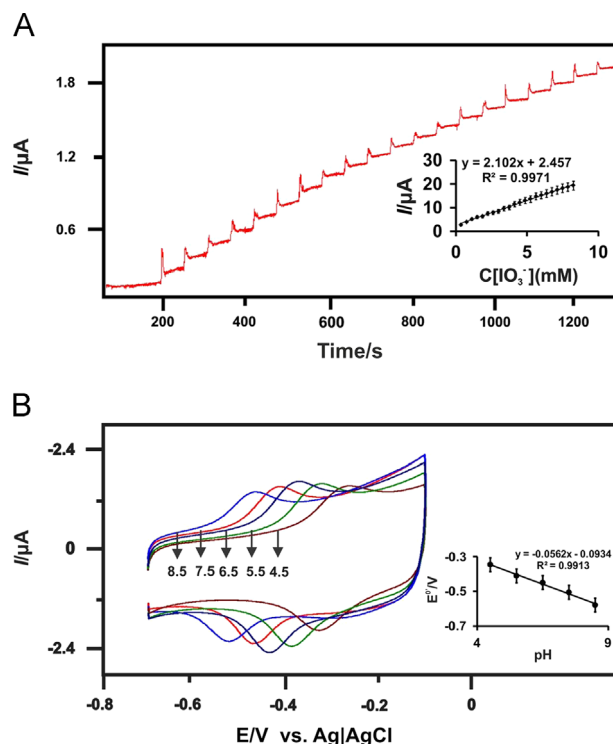 A
I/μA
1.8
1.2
0.6
200
400
600
800
1000
1200
Time/s
y = 2.102x + 2.457
R² = 0.9971
I/μA
30
20
10
0
0
5
10
C[IO₃⁻](mM)
B
I/μA
-2.4
0
-2.4
8.5 7.5 6.5 5.5 4.5
y = -0.0562x - 0.0934
R² = 0.9913
E⁰'/V
-0.3
-0.5
-0.7
4
9
pH
-0.8
-0.6
-0.4
-0.2
0
E/V vs. Ag|AgCl